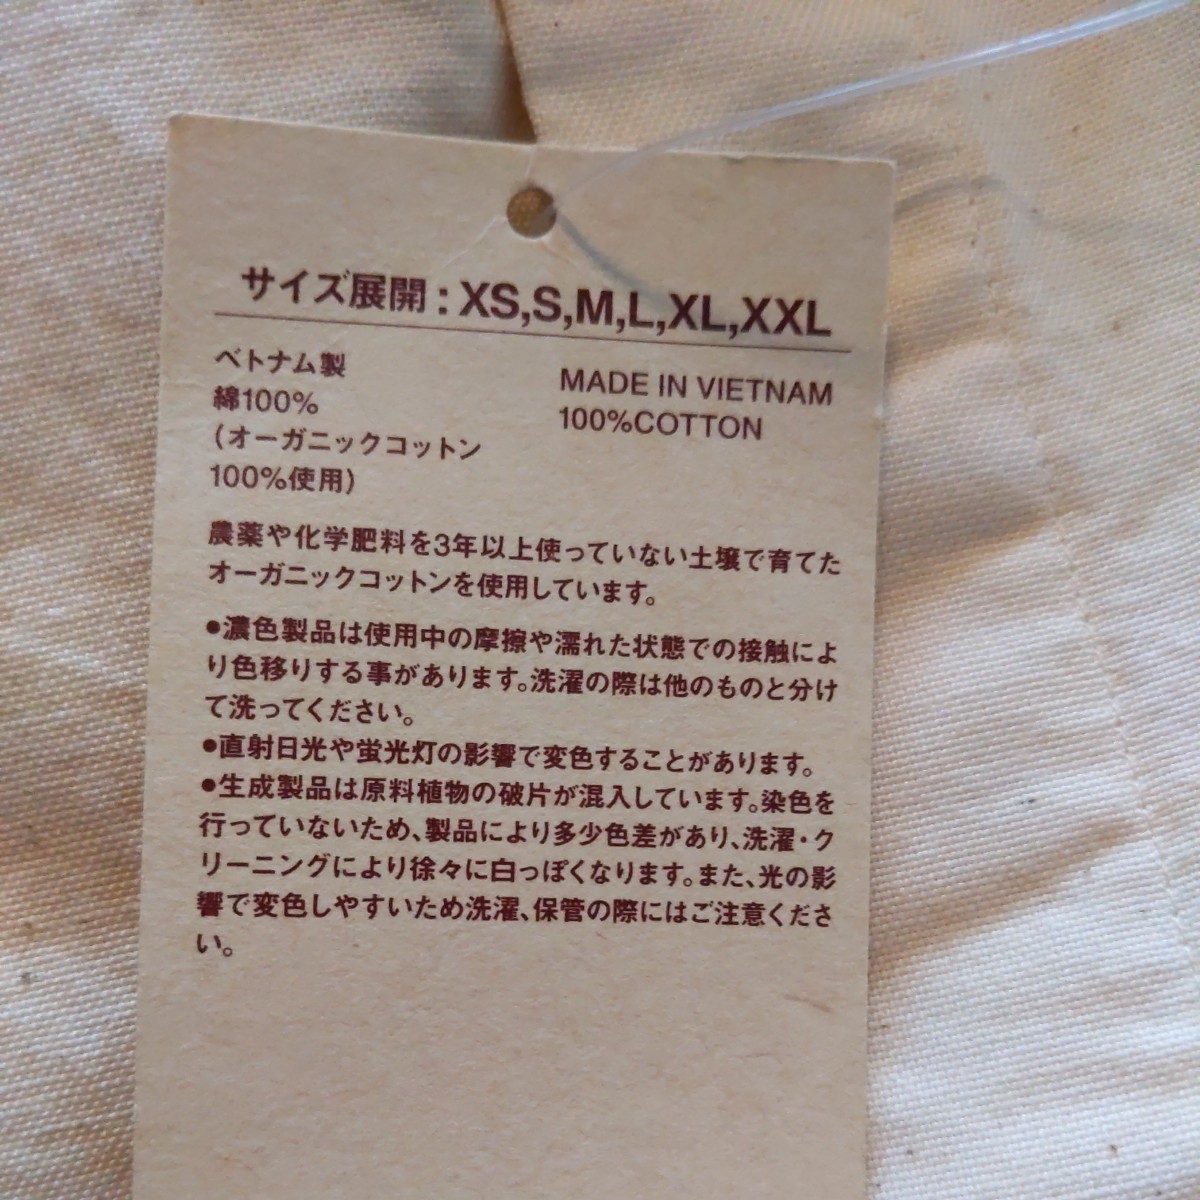 サイズ展開：XS,S,M,L,XL,XXL
ベトナム製
綿100%
(オーガニックコットン
100%使用)
MADE IN VIETNAM
100%COTTON
農薬や化学肥料を3年以上使っていない土壌で育てた
オーガニックコットンを使用しています。
●濃色製品は使用中の摩擦や濡れた状態での接触によ
り色移りする事があります。洗濯の際は他のものと分け
て洗ってください。
●直射日光や蛍光灯の影響で変色することがあります。
●生成製品は原料植物の破片が混入しています。染色を
行っていないため、製品により多少色差があり、洗濯・ク
リーニングにより徐々に白っぽくなります。また、光の影
響で変色しやすいため洗濯、保管の際にはご注意くださ
い。